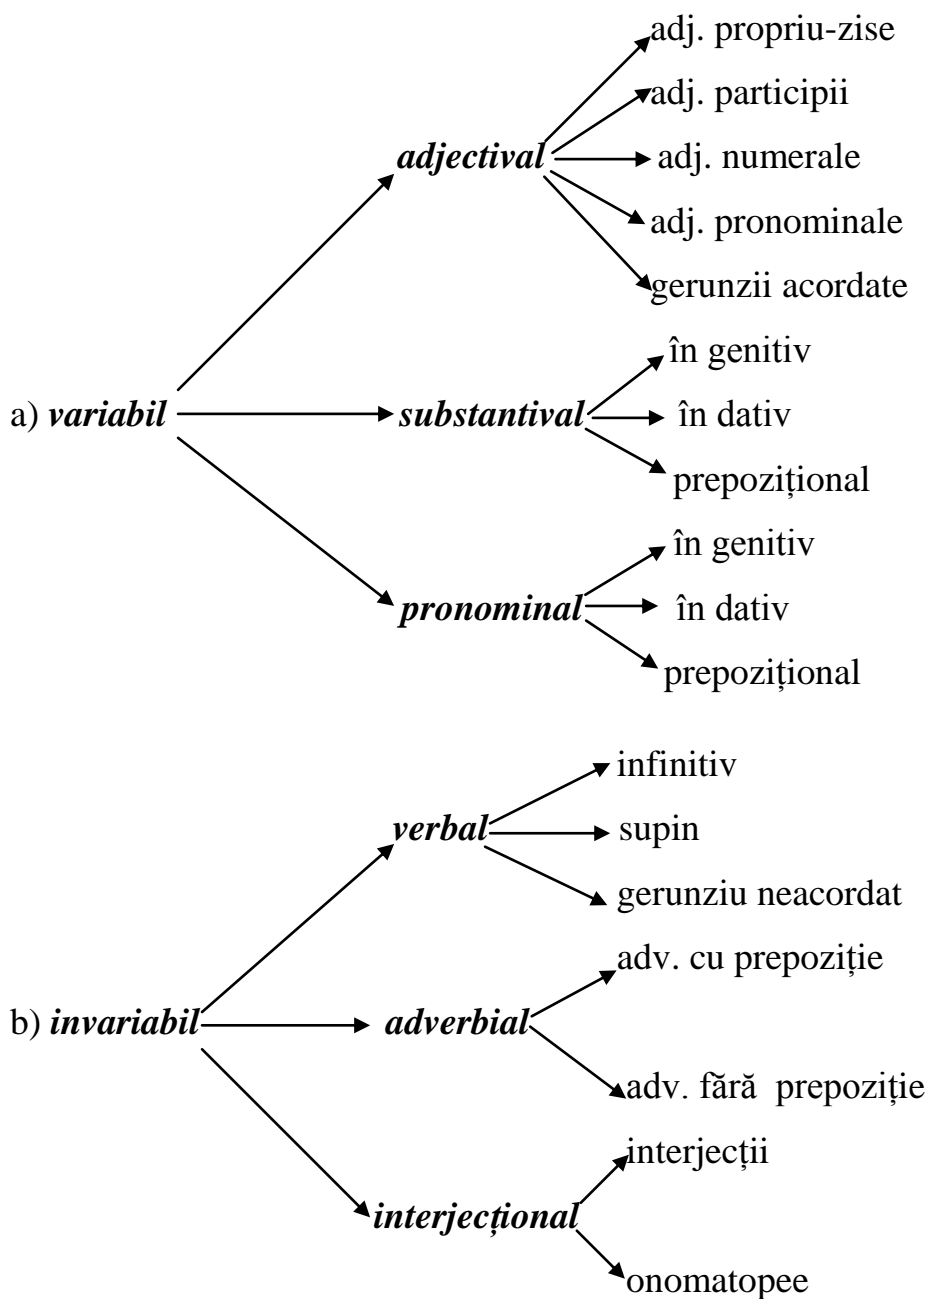 adj. propriu-zise
adj. participii
adjectival
adj. numerale
adj. pronominale
gerunzii acordate
în genitiv
a) variabil
substantival
în dativ
prepozițional
în genitiv
pronominal
în dativ
prepozițional
infinitiv
verbal
supin
gerunziu neacordat
adv. cu prepoziție
b) invariabil
adverbial
adv. fără prepoziție
interjecții
interjecțional
onomatopee